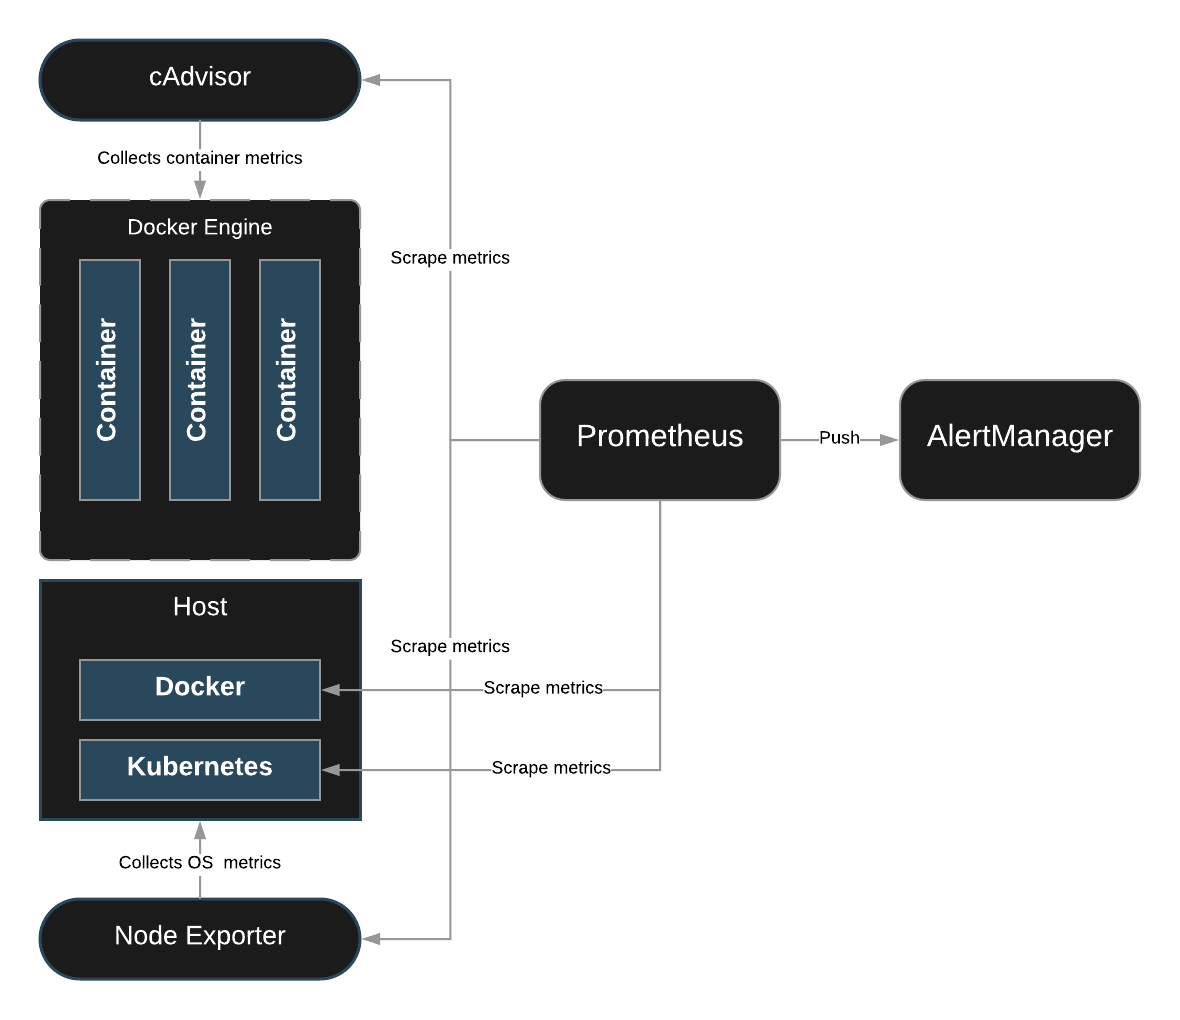 cAdvisor
Collects container metrics
Docker Engine
Container
Container
Container
Scrape metrics
Prometheus
Push
AlertManager
Host
Scrape metrics
Docker
Scrape metrics
Kubernetes
Scrape metrics
Collects OS metrics
Node Exporter